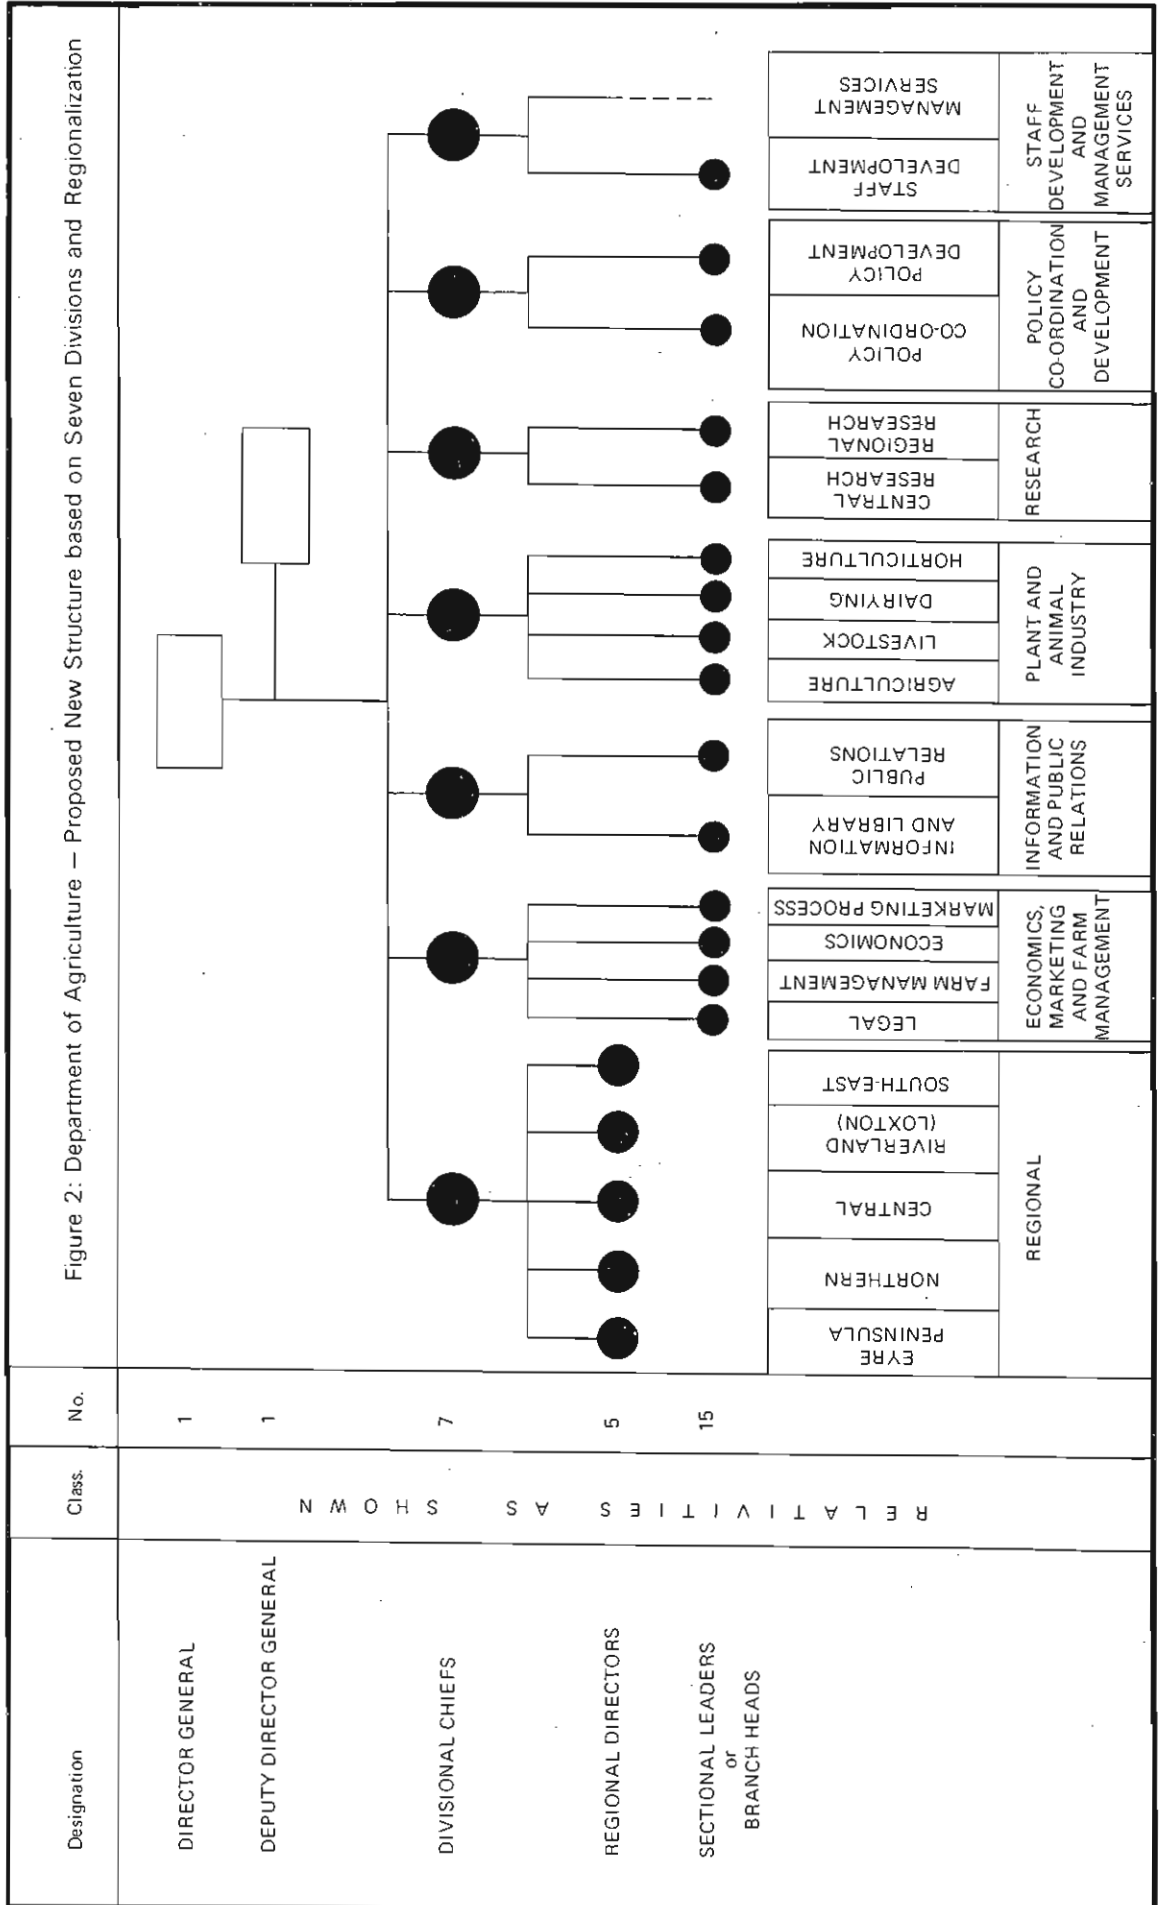 Figure 2: Department of Agriculture — Proposed New Structure based on Seven Divisions and Regionalization
Designation
Class.
No.
DIRECTOR GENERAL
1
DEPUTY DIRECTOR GENERAL
1
DIVISIONAL CHIEFS
7
REGIONAL DIRECTORS
5
SECTIONAL LEADERS
or
BRANCH HEADS
15
RELATIVITIES AS SHOWN
EYRE
PENINSULA
NORTHERN
CENTRAL
RIVERLAND
(LOXTON)
SOUTH-EAST
REGIONAL
LEGAL
FARM MANAGEMENT
ECONOMICS
MARKETING PROCESS
ECONOMICS,
MARKETING
AND FARM
MANAGEMENT
INFORMATION
AND LIBRARY
PUBLIC
RELATIONS
INFORMATION
AND PUBLIC
RELATIONS
AGRICULTURE
LIVESTOCK
DAIRYING
HORTICULTURE
PLANT AND
ANIMAL
INDUSTRY
CENTRAL
RESEARCH
REGIONAL
RESEARCH
RESEARCH
POLICY
CO-ORDINATION
POLICY
DEVELOPMENT
POLICY
CO-ORDINATION
AND
DEVELOPMENT
STAFF
DEVELOPMENT
MANAGEMENT
SERVICES
STAFF
DEVELOPMENT
AND
MANAGEMENT
SERVICES